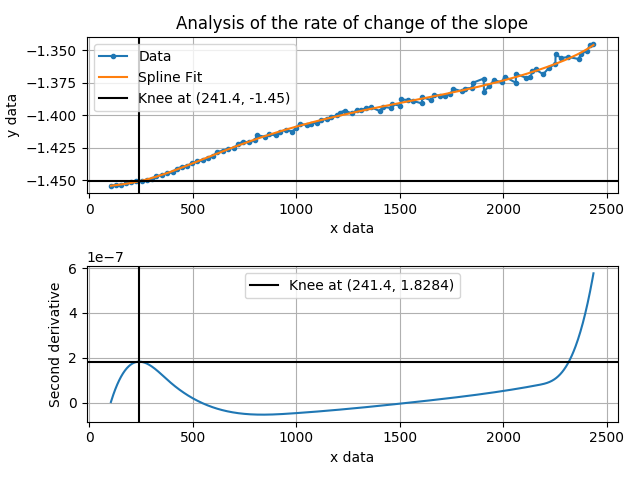 Analysis of the rate of change of the slope
−1.350
−1.375
−1.400
−1.425
−1.450
y data
Data
Spline Fit
Knee at (241.4, -1.45)
0 500 1000 1500 2000 2500
x data
1e−7
6
4
2
0
Second derivative
Knee at (241.4, 1.8284)
0 500 1000 1500 2000 2500
x data